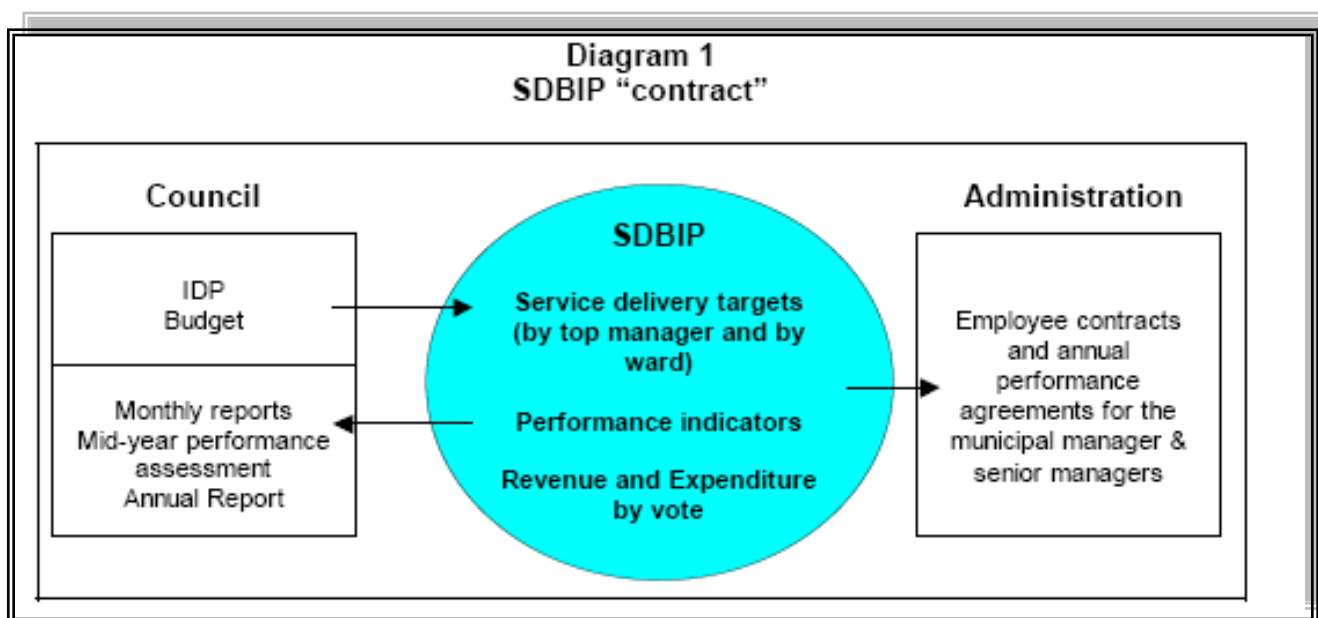 Diagram 1
SDBIP “contract”
Council
IDP
Budget
Monthly reports
Mid-year performance
assessment
Annual Report
SDBIP
Service delivery targets
(by top manager and by
ward)
Performance indicators
Revenue and Expenditure
by vote
Administration
Employee contracts
and annual
performance
agreements for the
municipal manager &
senior managers